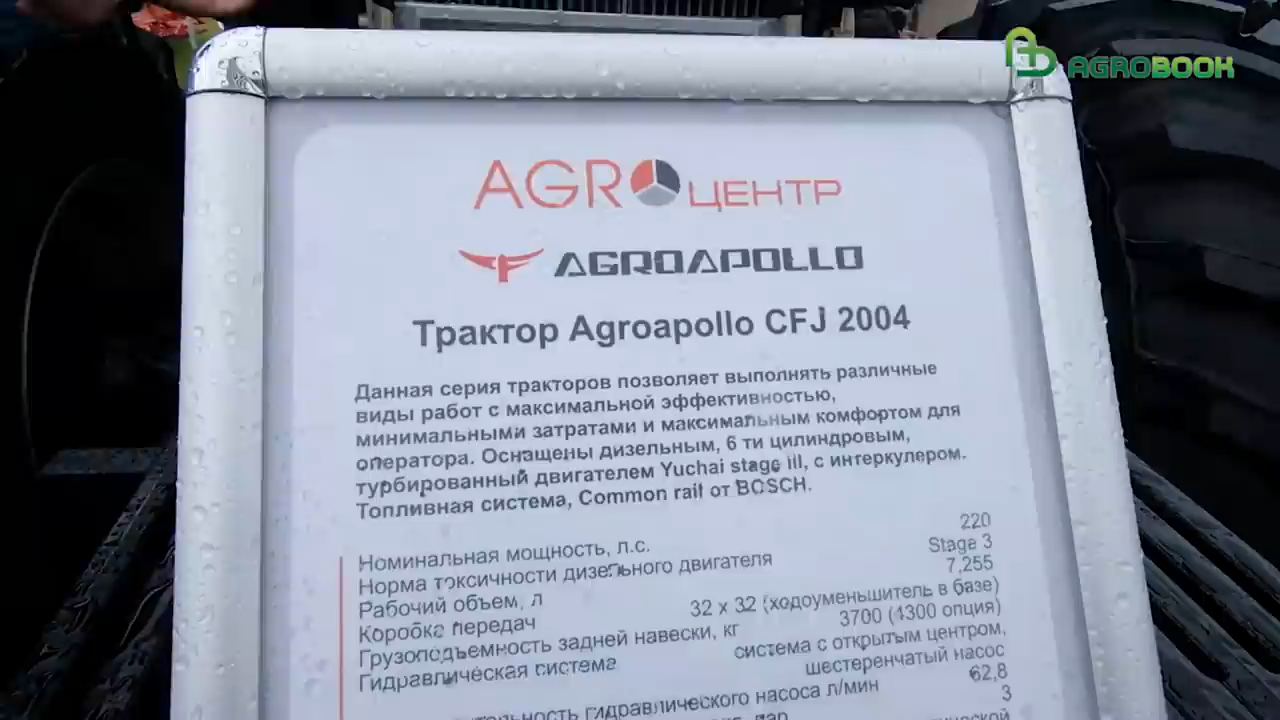 AGROBOOK
AGROЦЕНТР
AGROAPOLLO
Трактор Agroapollo CFJ 2004
Данная серия тракторов позволяет выполнять различные
виды работ с максимальной эффективностью,
минимальными затратами и максимальным комфортом для
оператора. Оснащены дизельным, 6 ти цилиндровым,
турбированный двигателем Yuchai stage III, с интеркулером.
Топливная система, Common rail от BOSCH.
Номинальная мощность, л.с. 220
Норма токсичности дизельного двигателя Stage 3
Рабочий объем, л 7,255
Коробка передач 32 x 32 (ходоуменьшитель в базе)
Грузоподъемность задней навески, кг 3700 (4300 опция)
Гидравлическая система система с открытым центром,
шестеренчатый насос
гидравлического насоса л/мин 62,8
3